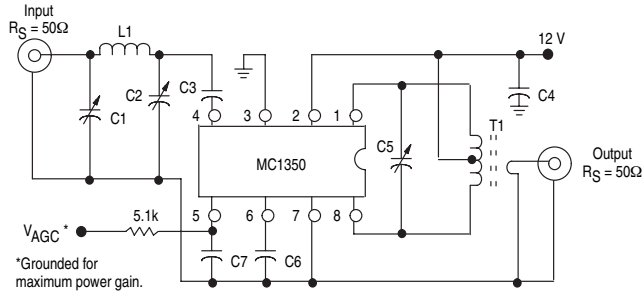 Input
RS = 50Ω
L1
12 V
C3
C2
C1
C4
4 3 2 1
T1
MC1350
C5
Output
RS = 50Ω
5.1k
5 6 7 8
VAGC *
C7 C6
*Grounded for
maximum power gain.